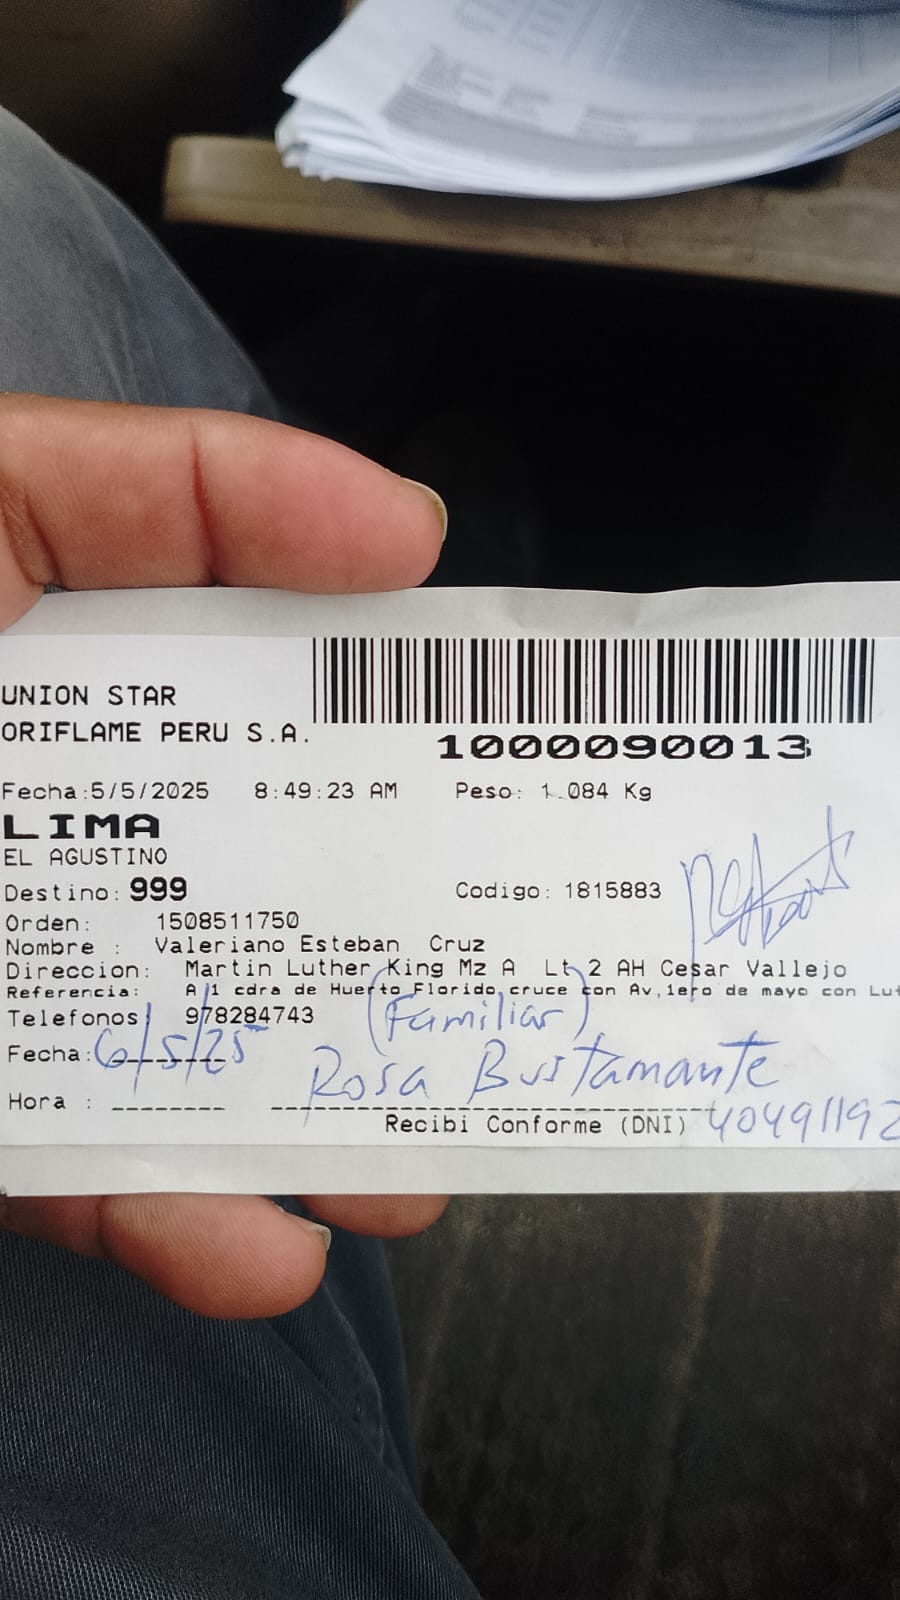 UNION STAR
ORIFLAME PERU S.A.
1000090013
Fecha:5/5/2025 8:49:23 AM Peso: 1.084 Kg
LIMA
EL AGUSTINO
Destino: 999 Codigo: 1815883
Orden: 1508511750
Nombre : Valeriano Esteban Cruz
Direccion: Martin Luther King Mz A Lt 2 AH Cesar Vallejo
Referencia: A 1 cdra de Huerto Florido, cruce con Av, 1ero de mayo con Lut
Telefonos 978284743 (Familiar)
Fecha: 6/5/25 Rosa Bustamante
Hora : 
Recibi Conforme (DNI) 40491192